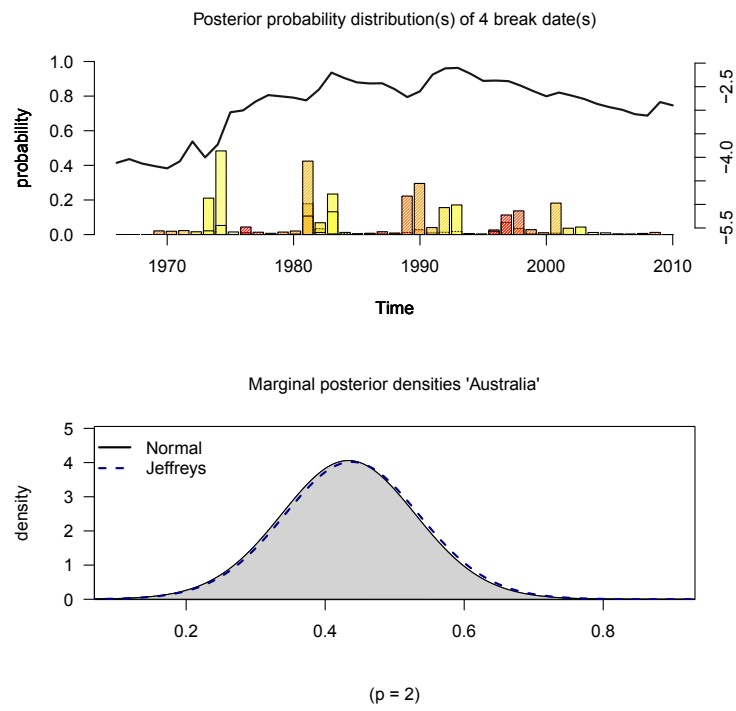 Posterior probability distribution(s) of 4 break date(s)
1.0
0.8
0.6
0.4
0.2
0.0
probability
−2.5
−4.0
−5.5
1970 1980 1990 2000 2010
Time
Marginal posterior densities 'Australia'
5
4
3
2
1
0
density
Normal
Jeffreys
0.2 0.4 0.6 0.8
(p = 2)